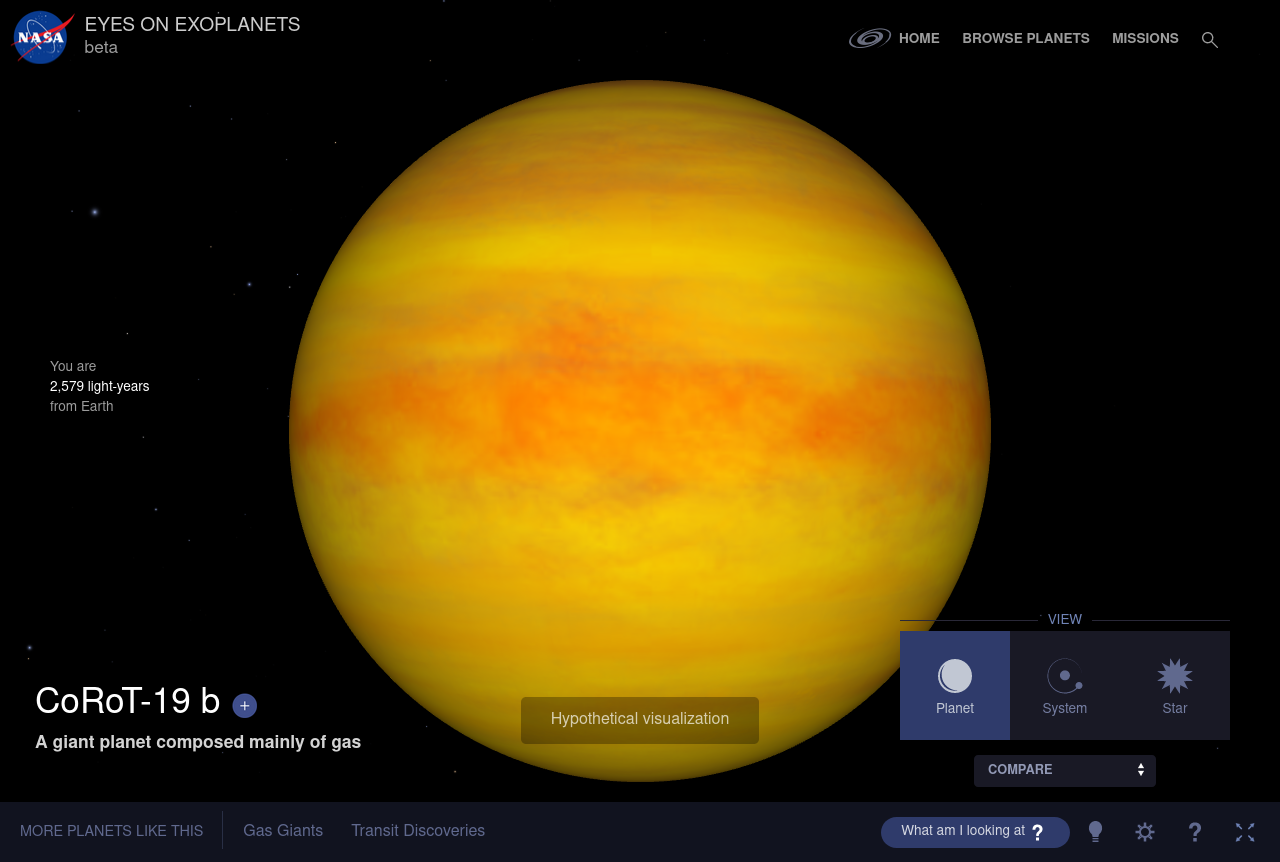 NASA
EYES ON EXOPLANETS
beta
HOME
BROWSE PLANETS
MISSIONS
You are
2,579 light-years
from Earth
VIEW
Planet
System
Star
CoRoT-19 b +
A giant planet composed mainly of gas
Hypothetical visualization
COMPARE
MORE PLANETS LIKE THIS
Gas Giants
Transit Discoveries
What am I looking at ?
?